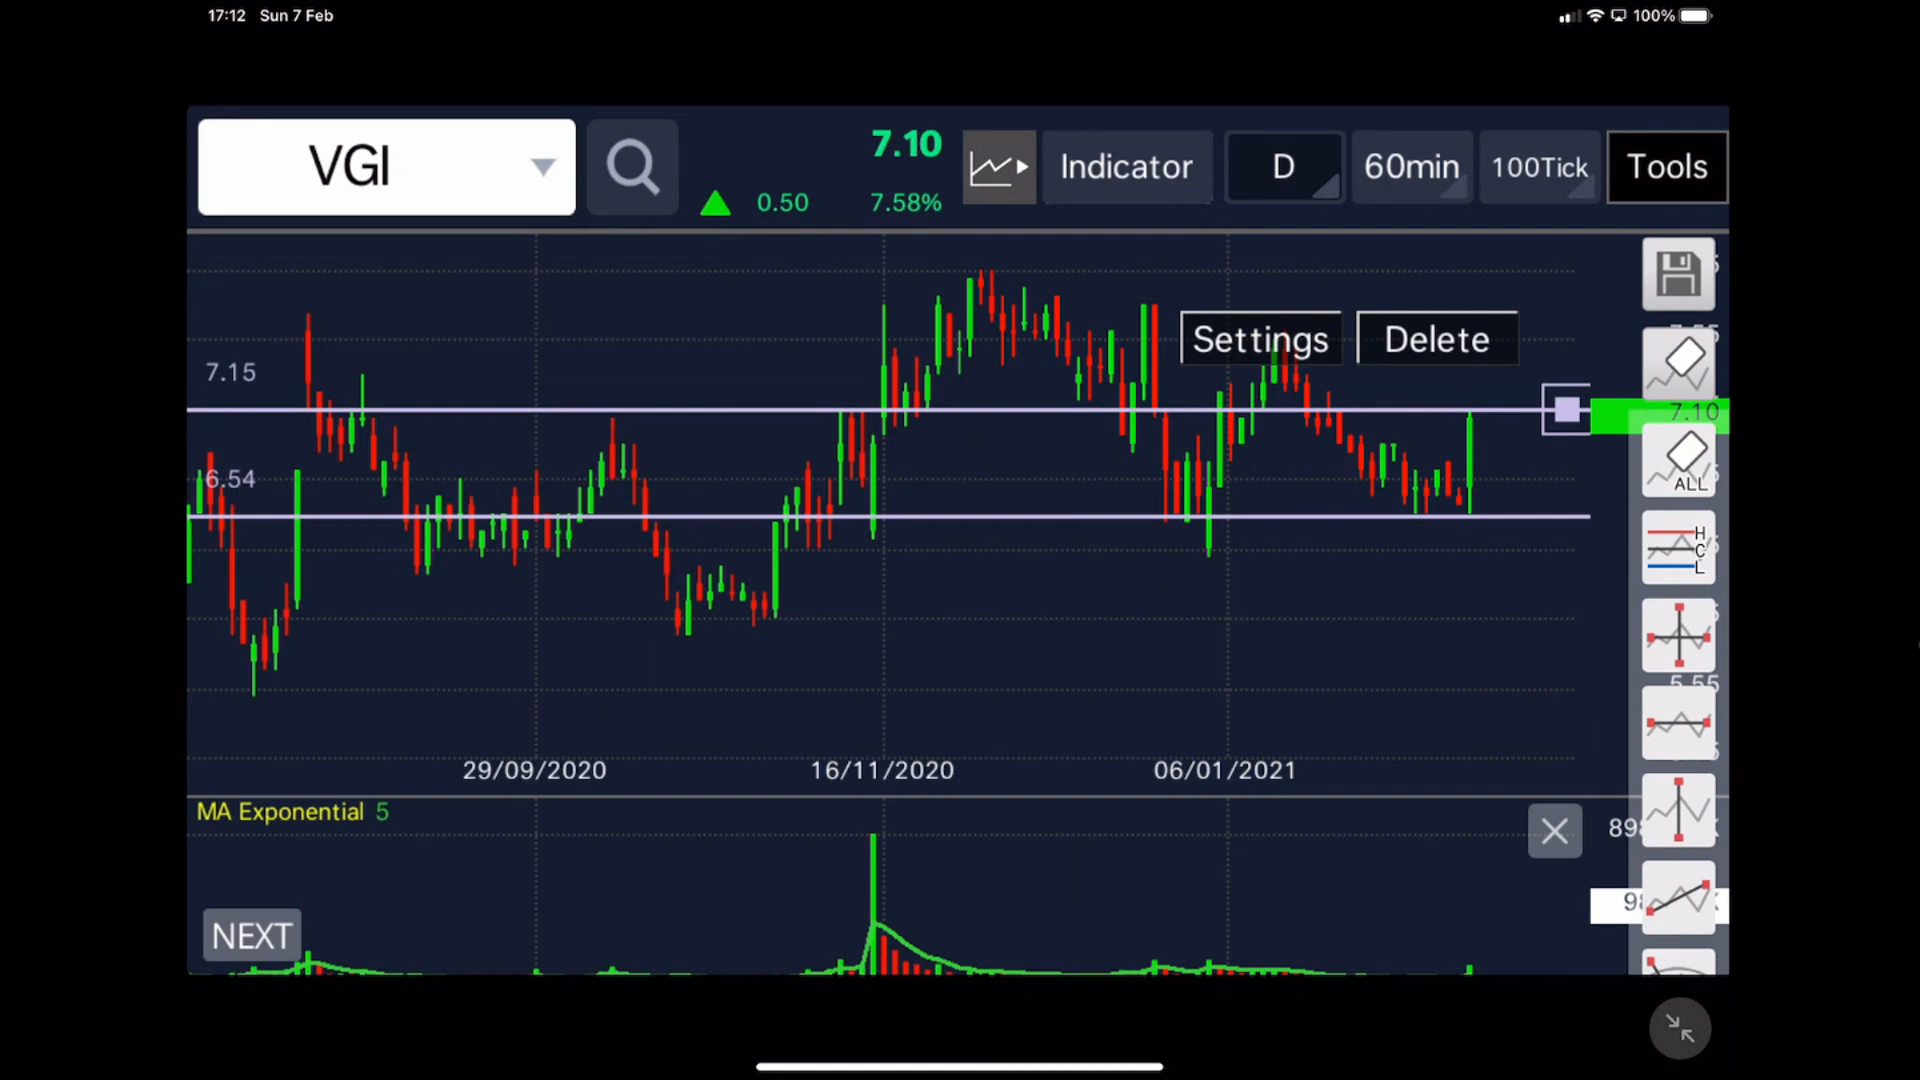 17:12 Sun 7 Feb
100%
VGI
7.10
0.50 7.58%
Indicator
D
60min
100Tick
Tools
Settings
Delete
7.15
7.10
6.54
ALL
H
C
L
5.55
29/09/2020
16/11/2020
06/01/2021
MA Exponential 5
NEXT